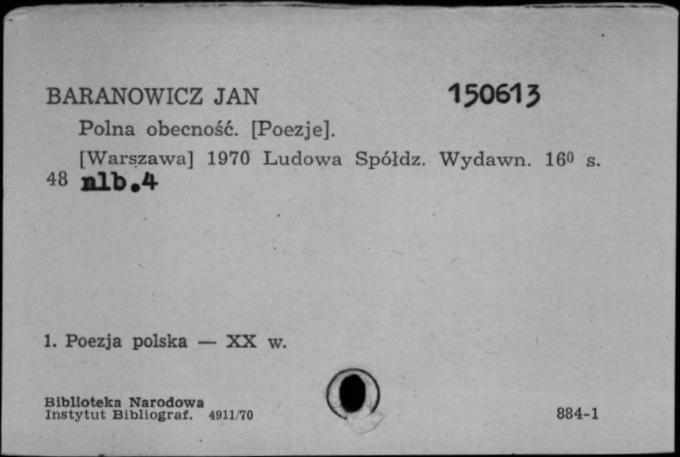 BARANOWICZ JAN 150613
Polna obecność. [Poezje].
[Warszawa] 1970 Ludowa Spółdz. Wydawn. 16⁰ s.
48 nlb.4
1. Poezja polska — XX w.
Biblioteka Narodowa
Instytut Bibliograf. 4911/70 884-1